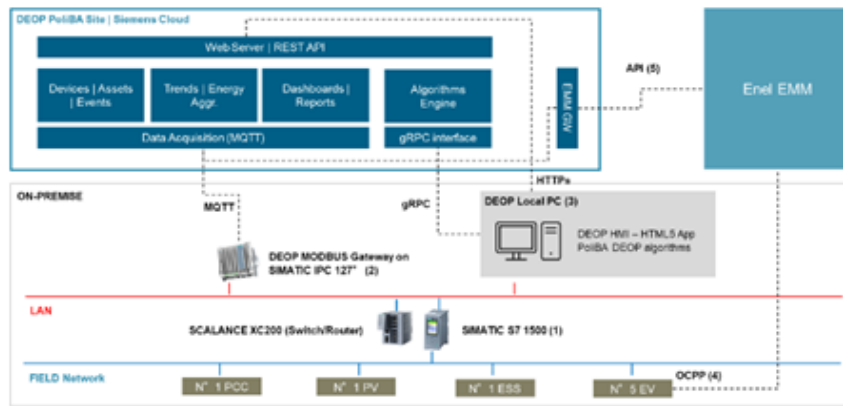 DEOP PoliBA Site | Siemens Cloud
Web Server | REST API
Devices | Assets
| Events
Trends | Energy
Aggr.
Dashboards |
Reports
Algorithms
Engine
EMM GW
API (5)
Enel EMM
Data Acquisition (MQTT)
gRPC interface
HTTPs
ON-PREMISE
MQTT
gRPC
DEOP Local PC (3)
DEOP HMI – HTML5 App
PoliBA DEOP algorithms
DEOP MODBUS Gateway on
SIMATIC IPC 127" (2)
LAN
SCALANCE XC200 (Switch/Router)
SIMATIC S7 1500 (1)
FIELD Network
N° 1 PCC
N° 1 PV
N° 1 ESS
N° 5 EV
OCPP (4)